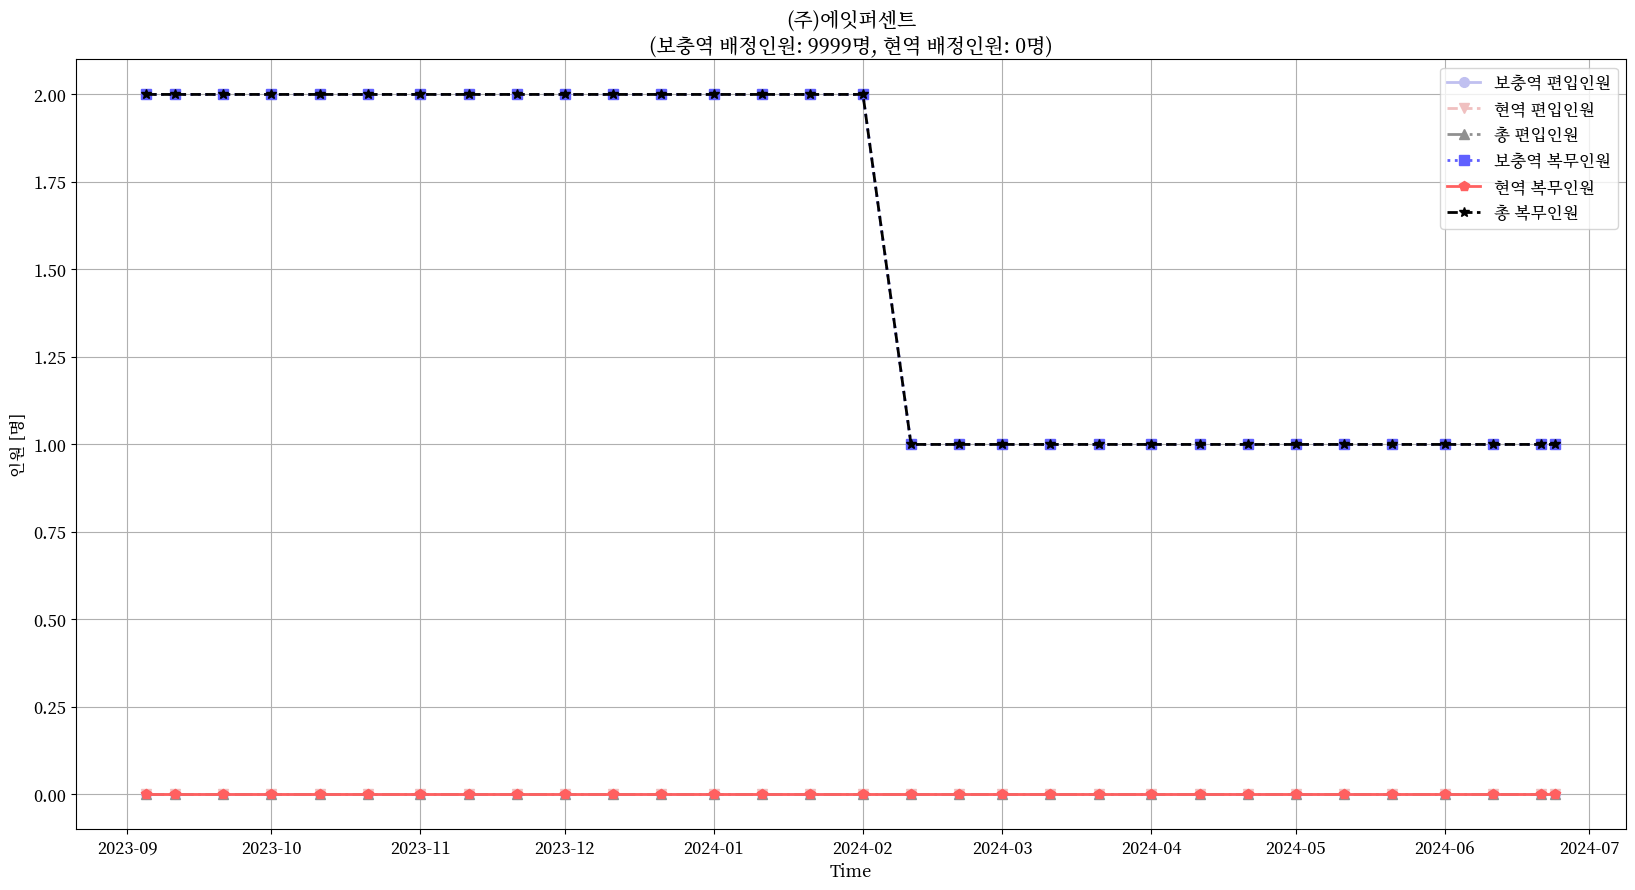 (주)에잇퍼센트
(보충역 배정인원: 9999명, 현역 배정인원: 0명)
보충역 편입인원
현역 편입인원
총 편입인원
보충역 복무인원
현역 복무인원
총 복무인원
인원 [명]
2.00
1.75
1.50
1.25
1.00
0.75
0.50
0.25
0.00
2023-09 2023-10 2023-11 2023-12 2024-01 2024-02 2024-03 2024-04 2024-05 2024-06 2024-07
Time